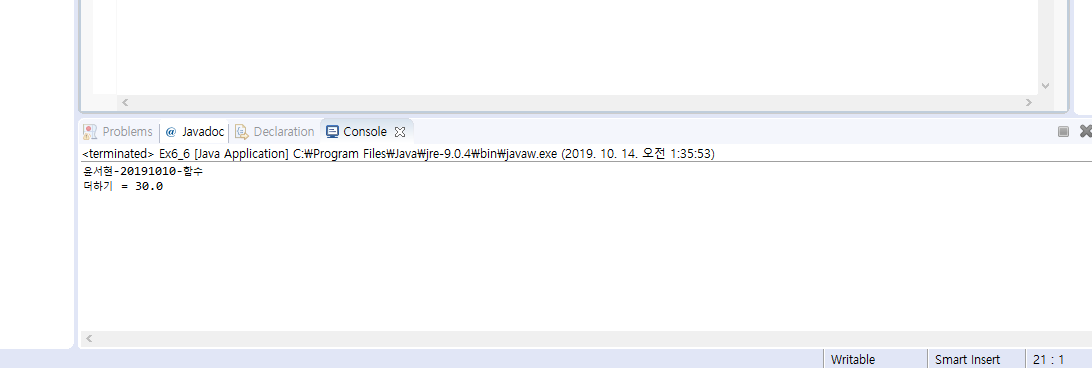 Problems @ Javadoc Declaration Console
<terminated> Ex6_6 [Java Application] C:₩Program Files₩Java₩jre-9.0.4₩bin₩javaw.exe (2019. 10. 14. 오전 1:35:53)
윤서현-20191010-함수
더하기 = 30.0
Writable Smart Insert 21 : 1